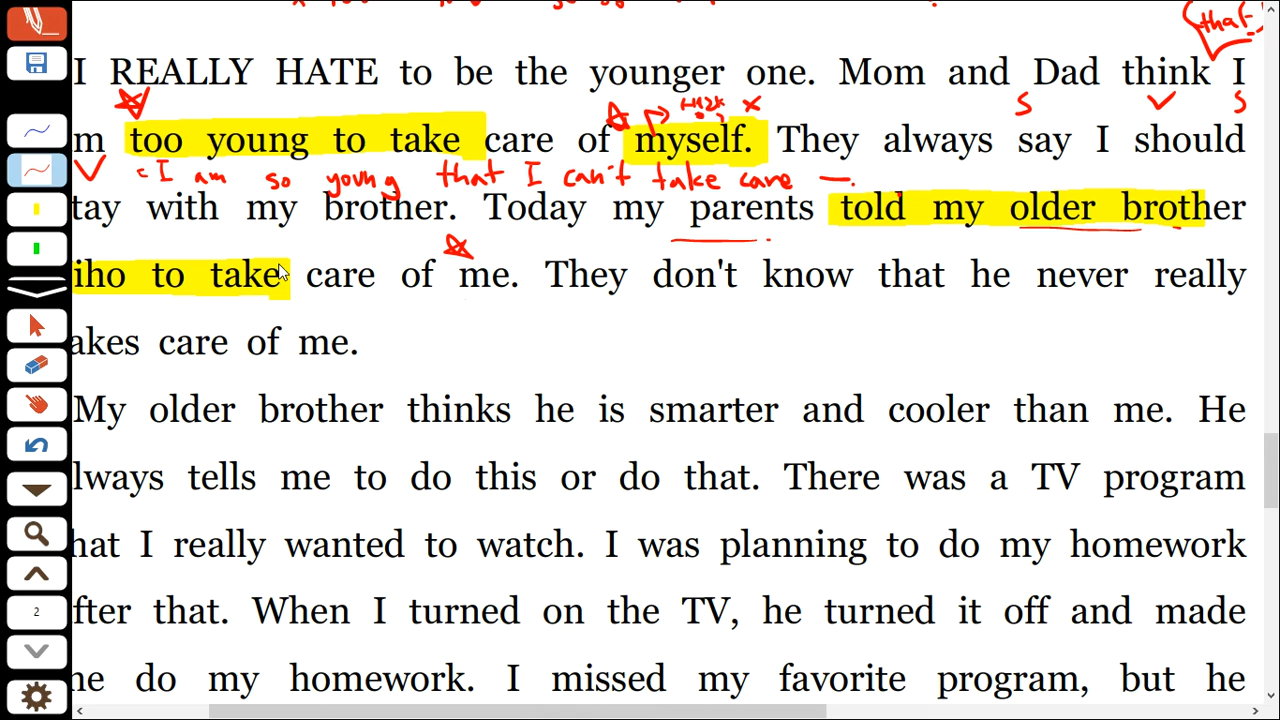 that
I REALLY HATE to be the younger one. Mom and Dad think I
S ✓ S
m too young to take care of myself. They always say I should
= I am so young that I can't take care —.
tay with my brother. Today my parents told my older brother
iho to take care of me. They don't know that he never really
akes care of me.
My older brother thinks he is smarter and cooler than me. He
lways tells me to do this or do that. There was a TV program
hat I really wanted to watch. I was planning to do my homework
fter that. When I turned on the TV, he turned it off and made
ne do my homework. I missed my favorite program, but he
2